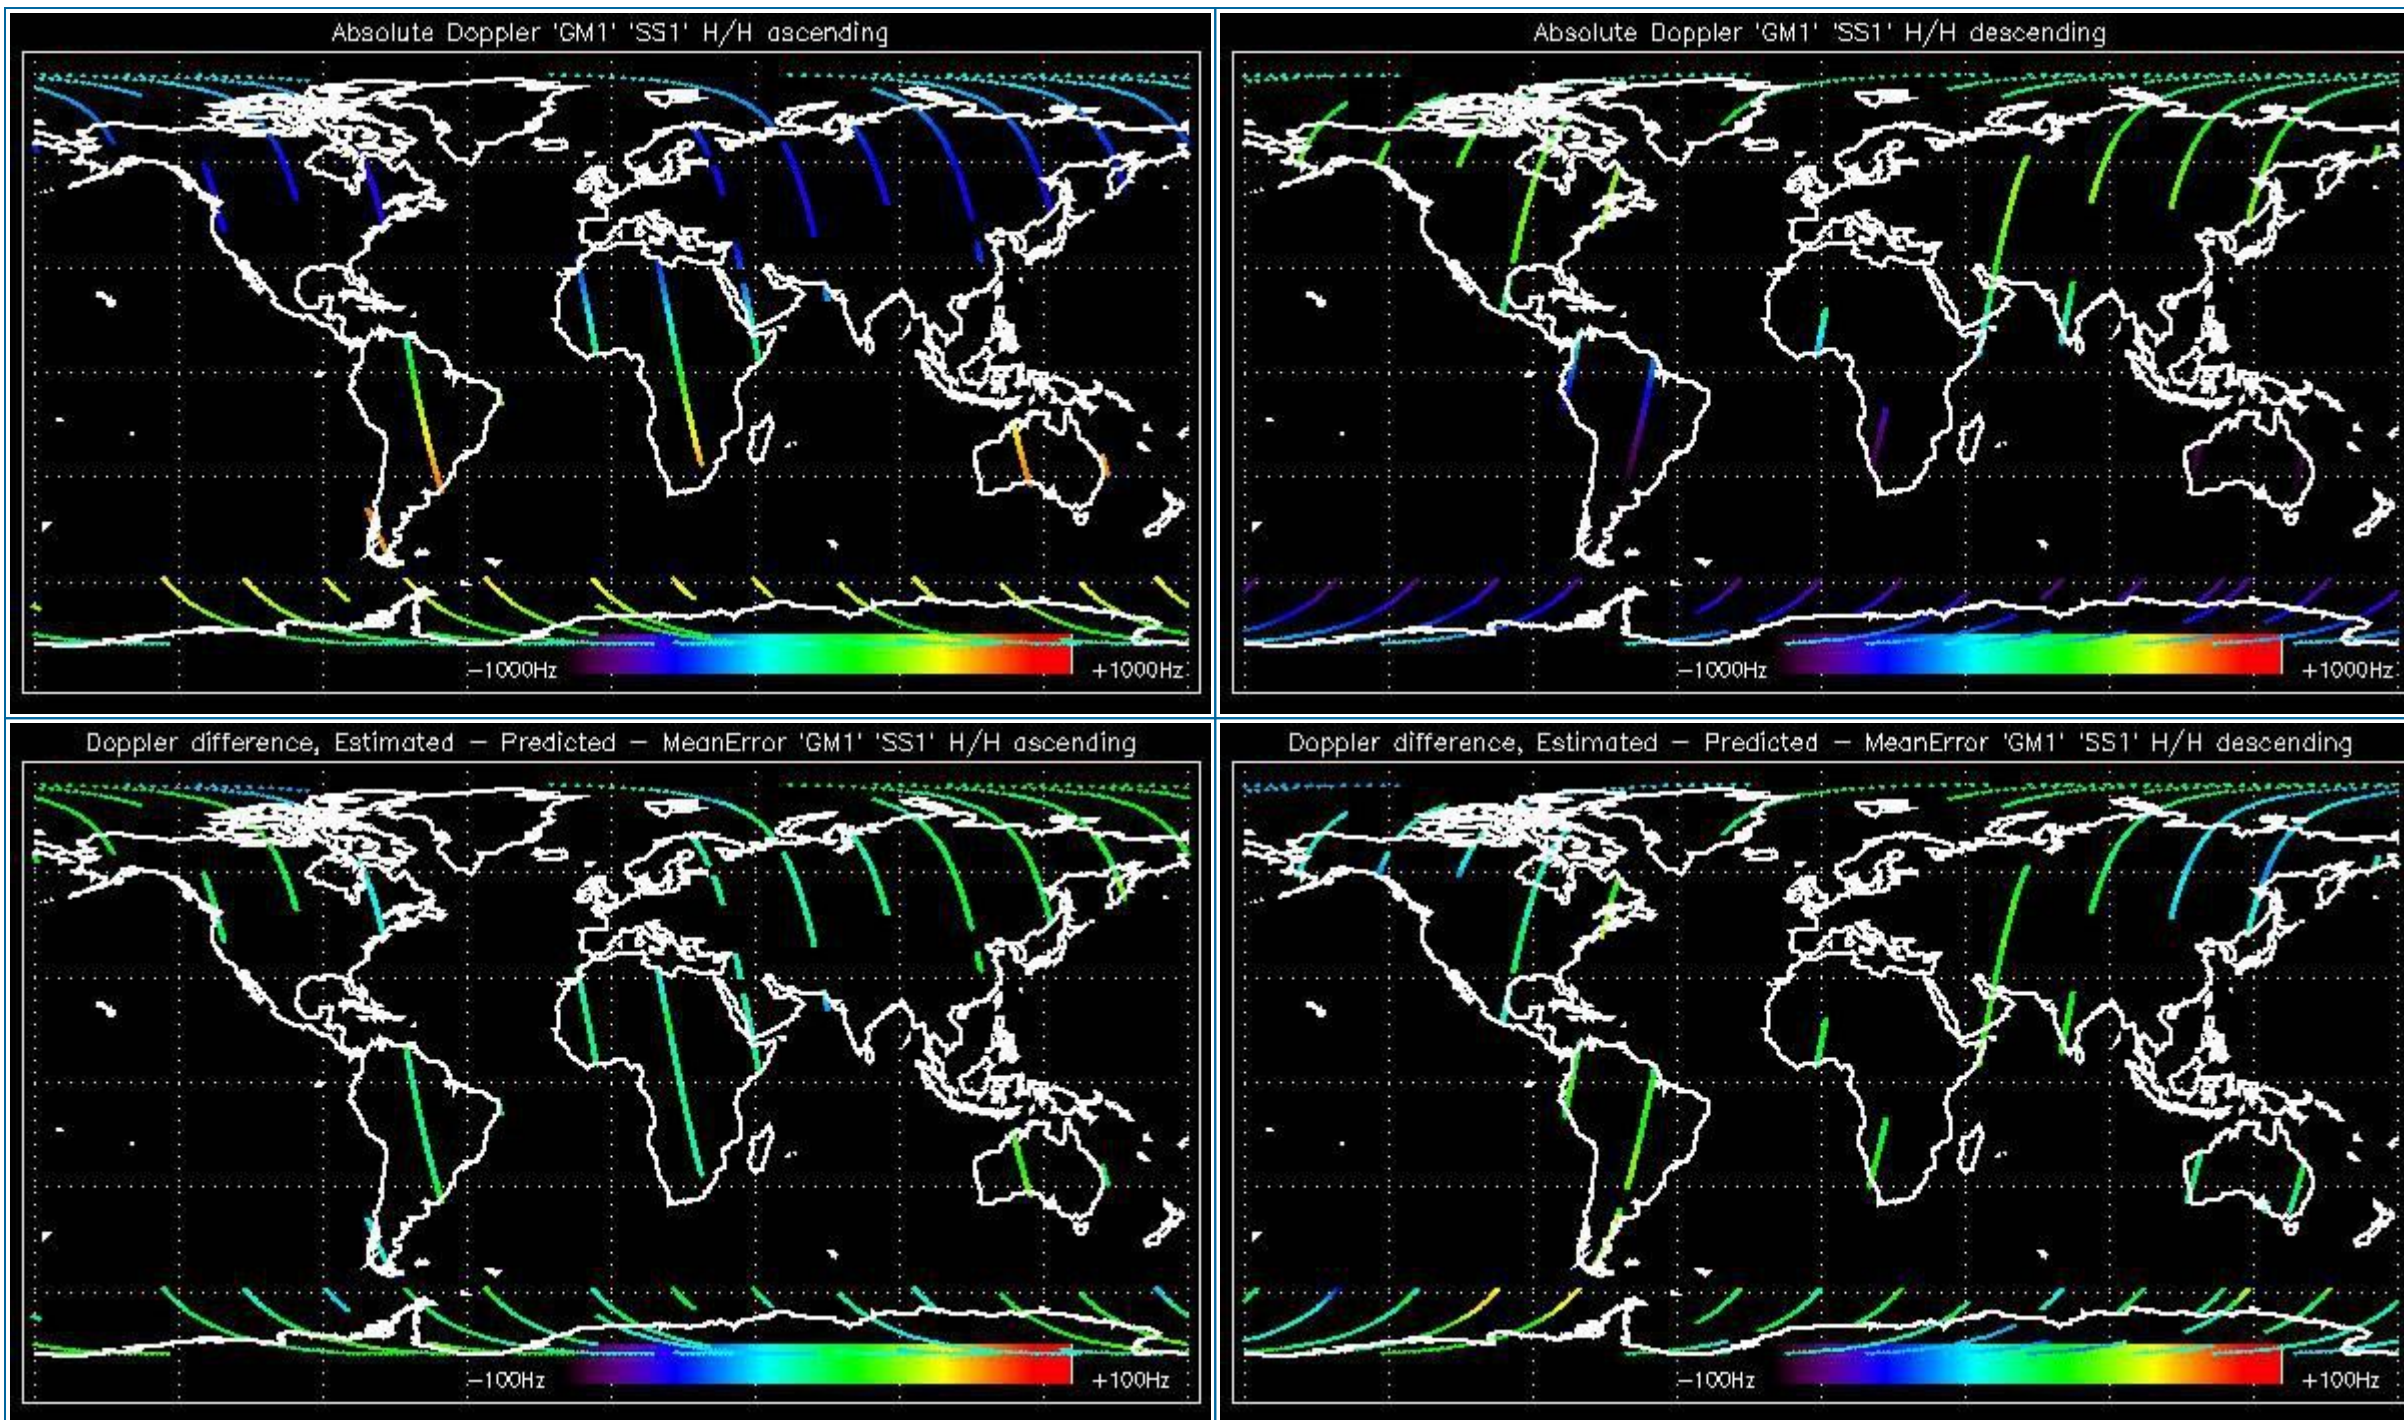 Absolute Doppler 'GM1' 'SS1' H/H ascending
-1000Hz
+1000Hz
Absolute Doppler 'GM1' 'SS1' H/H descending
-1000Hz
+1000Hz
Doppler difference, Estimated - Predicted - MeanError 'GM1' 'SS1' H/H ascending
-100Hz
+100Hz
Doppler difference, Estimated - Predicted - MeanError 'GM1' 'SS1' H/H descending
-100Hz
+100Hz